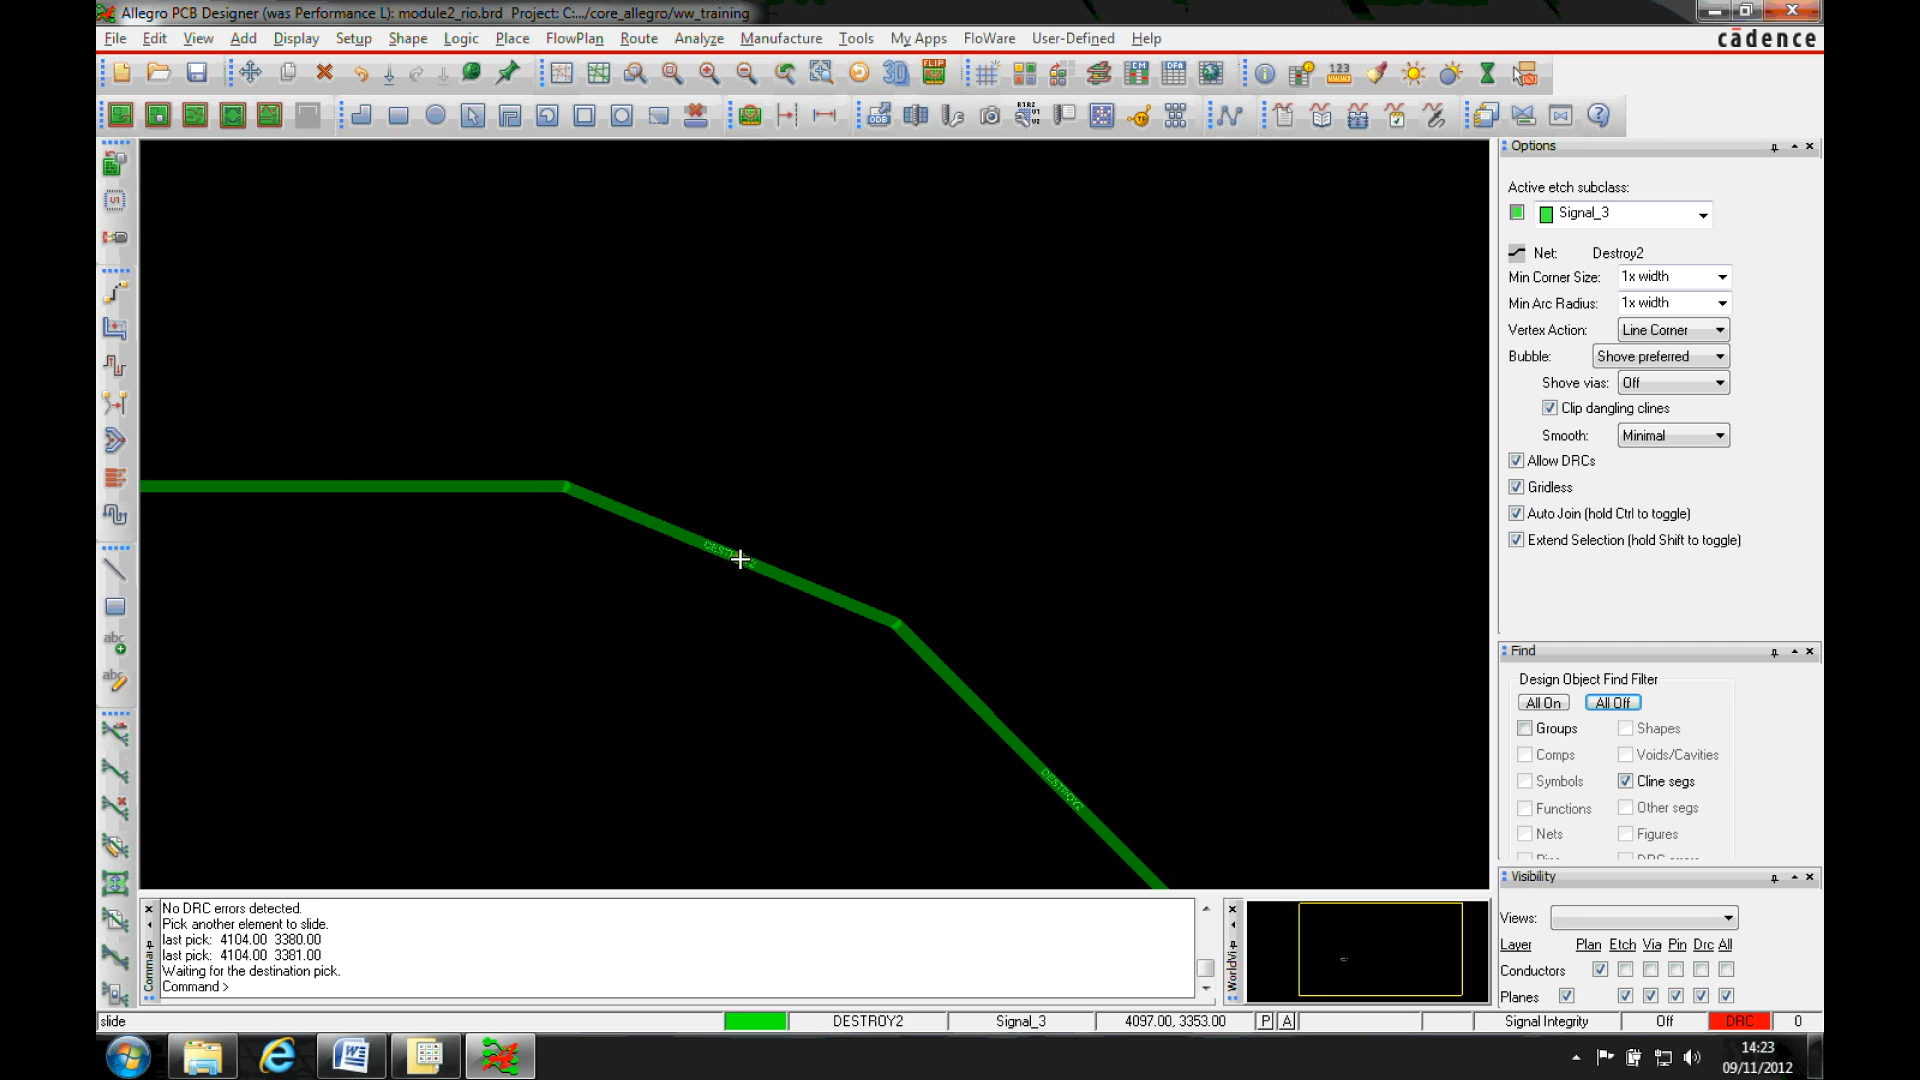 Allegro PCB Designer (was Performance L): module2_rio.brd  Project: C:.../core_allegro/ww_training
File Edit View Add Display Setup Shape Logic Place FlowPlan Route Analyze Manufacture Tools My Apps FloWare User-Defined Help
cādence
Options
Active etch subclass:
Signal_3
Net: Destroy2
Min Corner Size: 1x width
Min Arc Radius: 1x width
Vertex Action: Line Corner
Bubble: Shove preferred
Shove vias: Off
Clip dangling clines
Smooth: Minimal
Allow DRCs
Gridless
Auto Join (hold Ctrl to toggle)
Extend Selection (hold Shift to toggle)
DESTROY2
Find
Design Object Find Filter
All On All Off
Groups Shapes
Comps Voids/Cavities
Symbols Cline segs
Functions Other segs
Nets Figures
Visibility
Views:
Layer Plan Etch Via Pin Drc All
Conductors
Planes
No DRC errors detected.
Pick another element to slide.
last pick:  4104.00  3380.00
last pick:  4104.00  3381.00
Waiting for the destination pick.
Command >
slide DESTROY2 Signal_3 4097.00, 3353.00 P A Signal Integrity Off DRC 0
14:23
09/11/2012